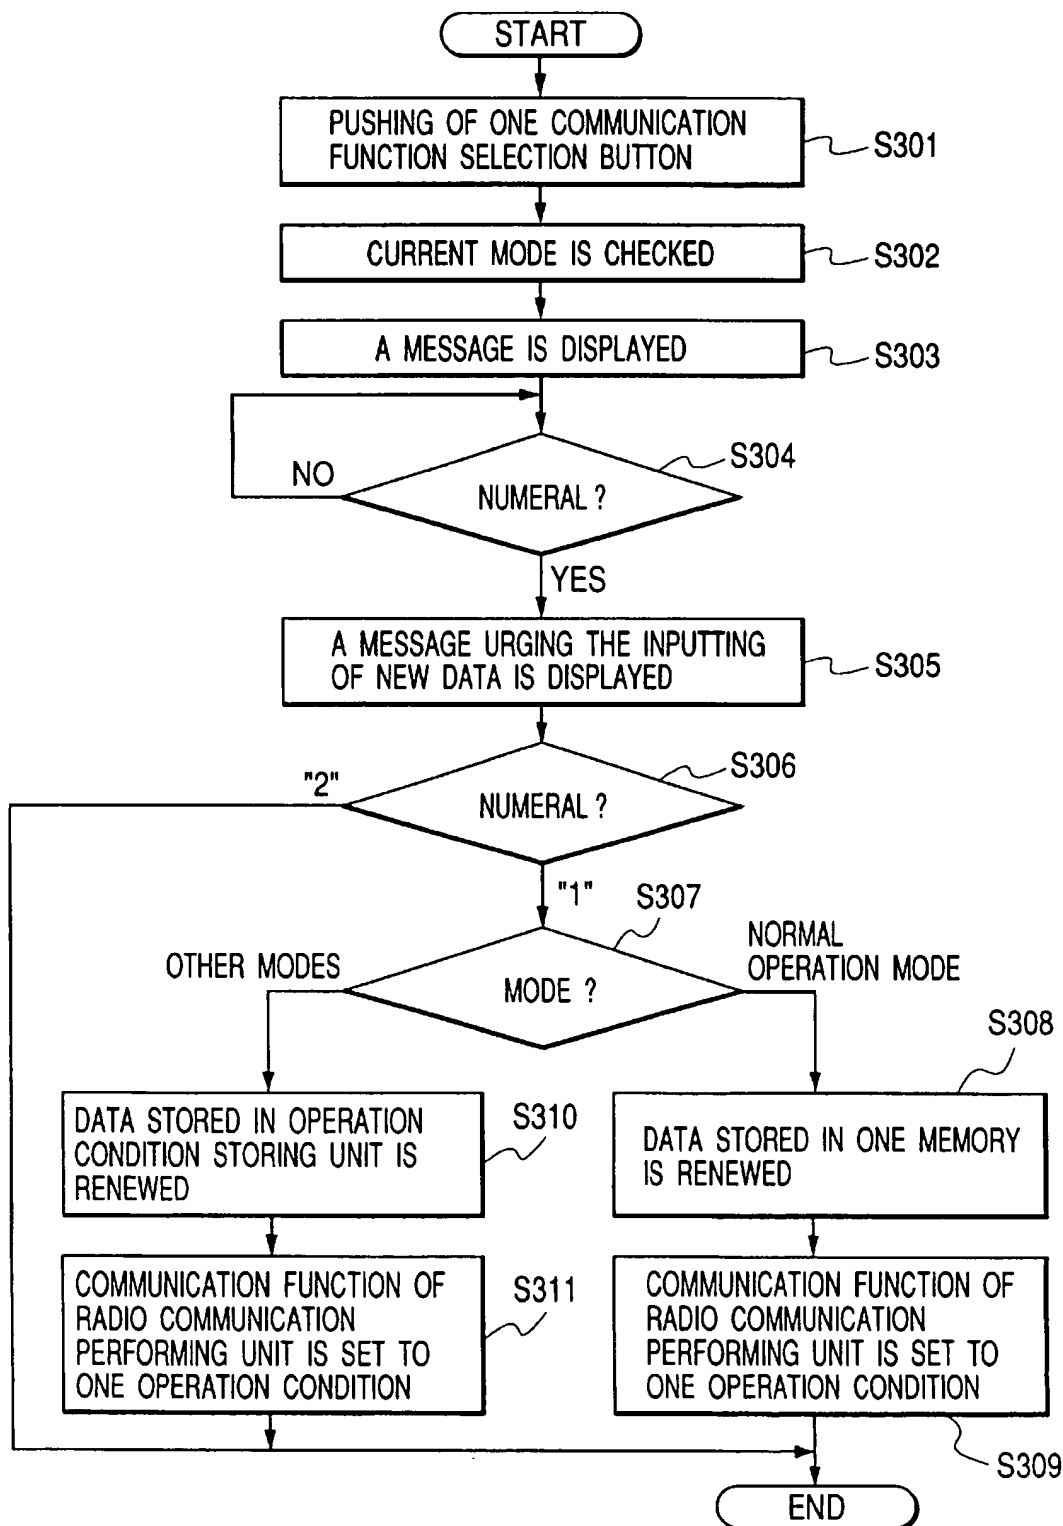 START
PUSHING OF ONE COMMUNICATION
FUNCTION SELECTION BUTTON
S301
CURRENT MODE IS CHECKED
S302
A MESSAGE IS DISPLAYED
S303
S304
NO
NUMERAL ?
YES
A MESSAGE URGING THE INPUTTING
OF NEW DATA IS DISPLAYED
S305
S306
"2"
NUMERAL ?
"1"
S307
OTHER MODES
NORMAL
OPERATION MODE
MODE ?
S308
DATA STORED IN OPERATION
CONDITION STORING UNIT IS
RENEWED
S310
DATA STORED IN ONE MEMORY
IS RENEWED
COMMUNICATION FUNCTION OF
RADIO COMMUNICATION
PERFORMING UNIT IS SET TO
ONE OPERATION CONDITION
S311
COMMUNICATION FUNCTION OF
RADIO COMMUNICATION
PERFORMING UNIT IS SET TO
ONE OPERATION CONDITION
S309
END